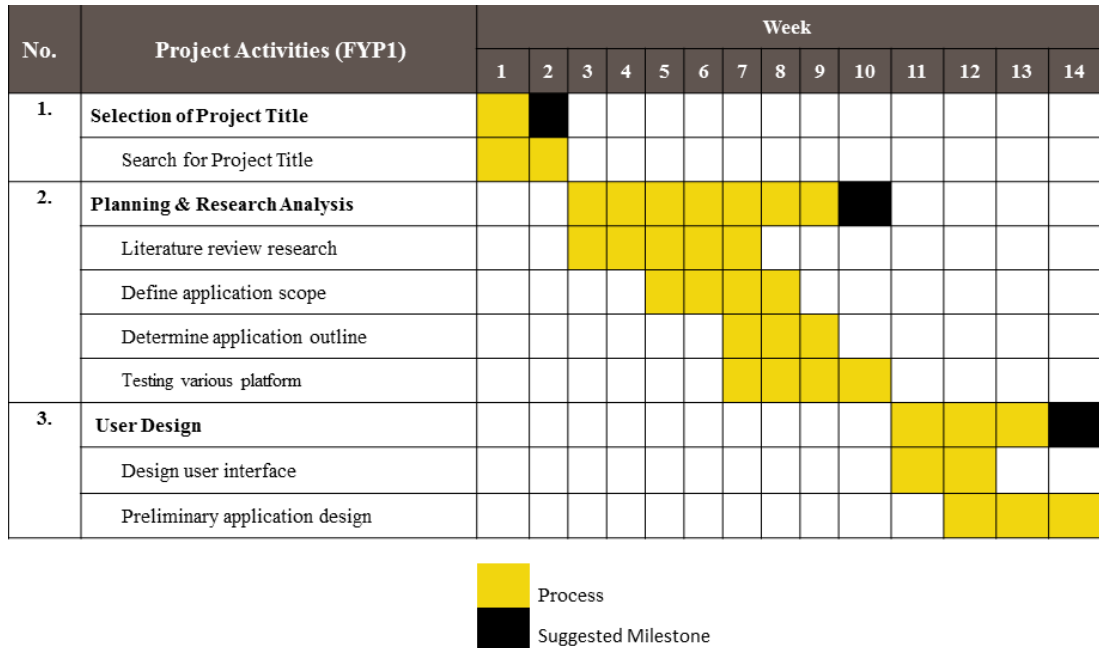 Week
No. Project Activities (FYP1)
1 2 3 4 5 6 7 8 9 10 11 12 13 14
1. Selection of Project Title
Search for Project Title
2. Planning & Research Analysis
Literature review research
Define application scope
Determine application outline
Testing various platform
3. User Design
Design user interface
Preliminary application design
Process
Suggested Milestone